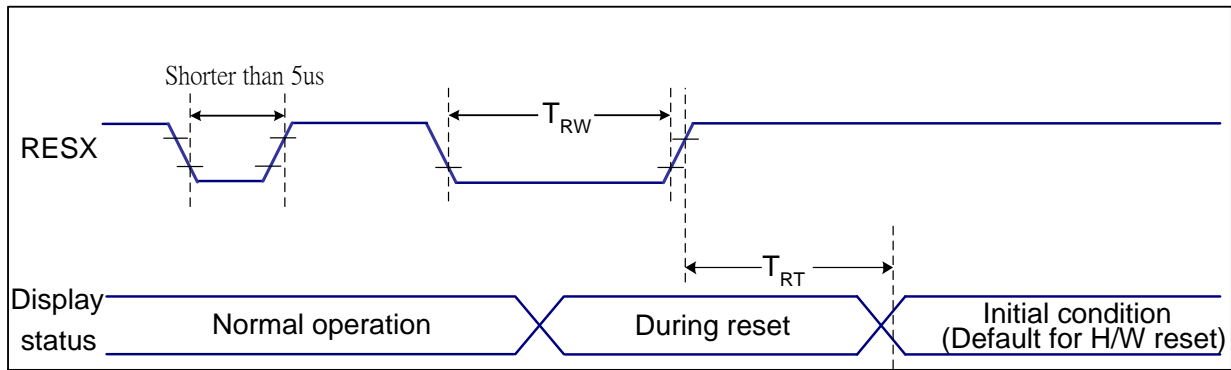 Shorter than 5us
RESX
TRW
TRT
Display
status
Normal operation
During reset
Initial condition
(Default for H/W reset)